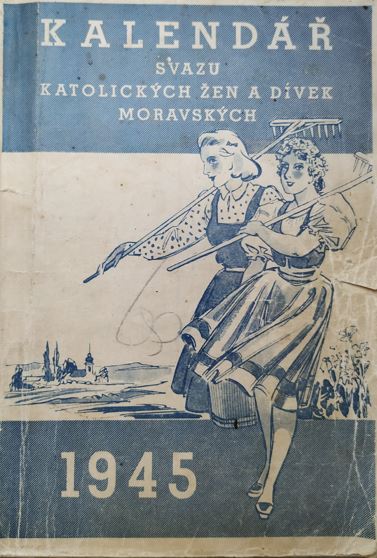 KALENDÁŘ
SVAZU
KATOLICKÝCH ŽEN A DÍVEK
MORAVSKÝCH
1945